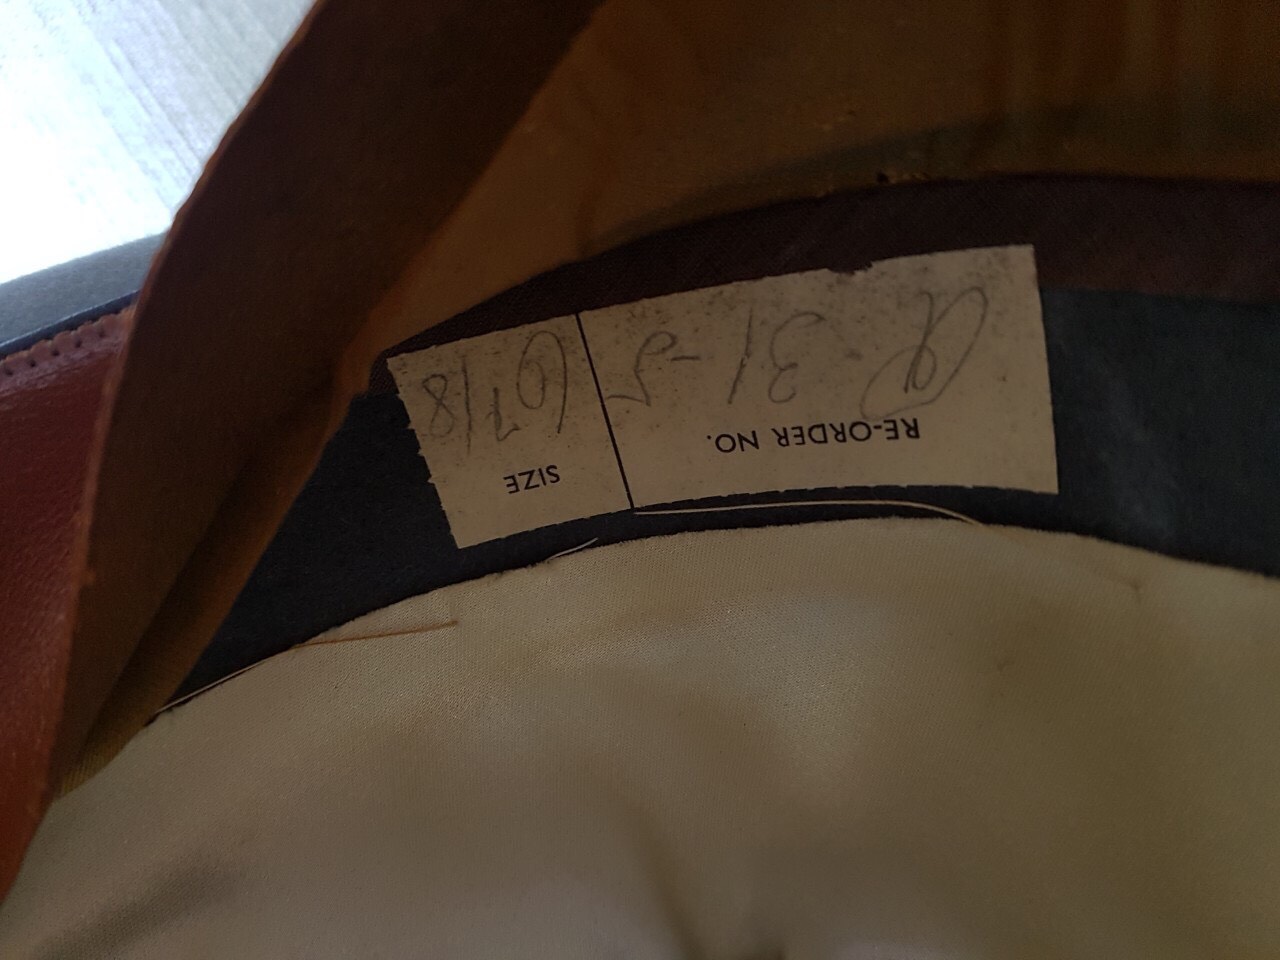 RE-ORDER NO. SIZE
31-5 6 7/8